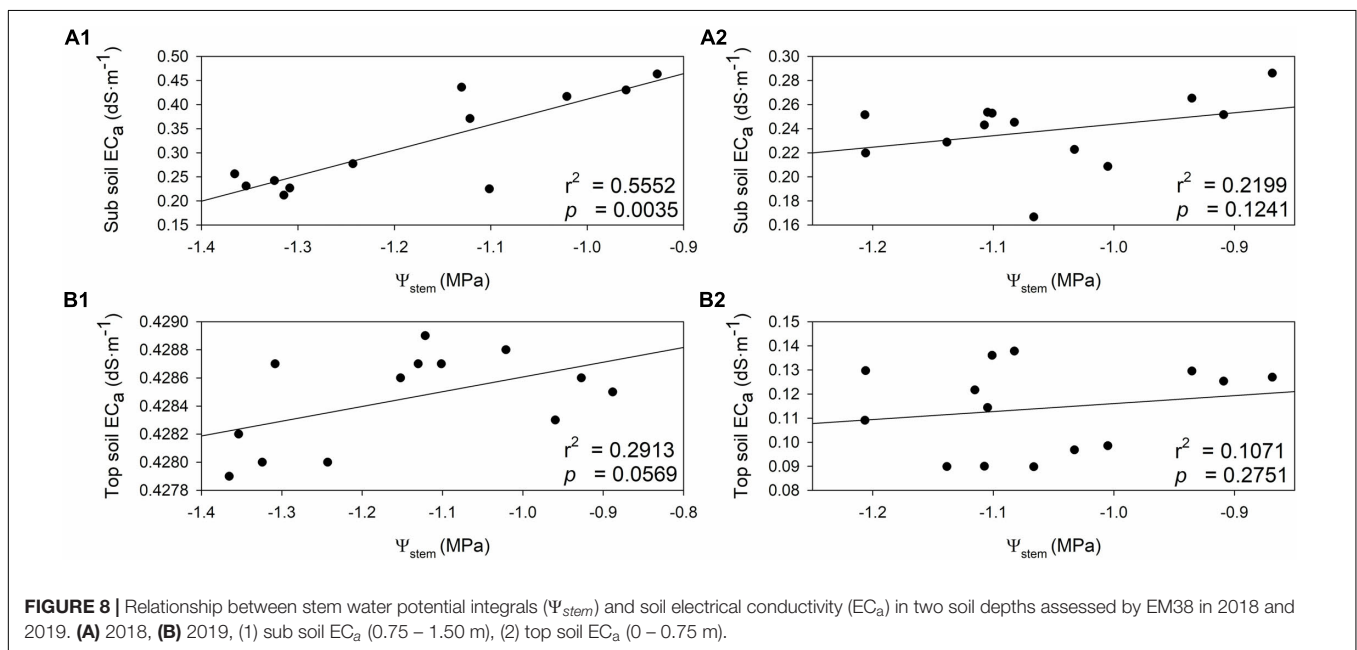 A1
Sub soil ECa (dS·m-1)
0.50
0.45
0.40
0.35
0.30
0.25
0.20
0.15
r2 = 0.5552
p = 0.0035
-1.4 -1.3 -1.2 -1.1 -1.0 -0.9
Ψstem (MPa)
A2
Sub soil ECa (dS·m-1)
0.30
0.28
0.26
0.24
0.22
0.20
0.18
0.16
r2 = 0.2199
p = 0.1241
-1.2 -1.1 -1.0 -0.9
Ψstem (MPa)
B1
Top soil ECa (dS·m-1)
0.4290
0.4288
0.4286
0.4284
0.4282
0.4280
0.4278
r2 = 0.2913
p = 0.0569
-1.4 -1.3 -1.2 -1.1 -1.0 -0.9 -0.8
Ψstem (MPa)
B2
Top soil ECa (dS·m-1)
0.15
0.14
0.13
0.12
0.11
0.10
0.09
0.08
r2 = 0.1071
p = 0.2751
-1.2 -1.1 -1.0 -0.9
Ψstem (MPa)
FIGURE 8 | Relationship between stem water potential integrals (Ψstem) and soil electrical conductivity (ECa) in two soil depths assessed by EM38 in 2018 and
2019. (A) 2018, (B) 2019, (1) sub soil ECa (0.75 – 1.50 m), (2) top soil ECa (0 – 0.75 m).